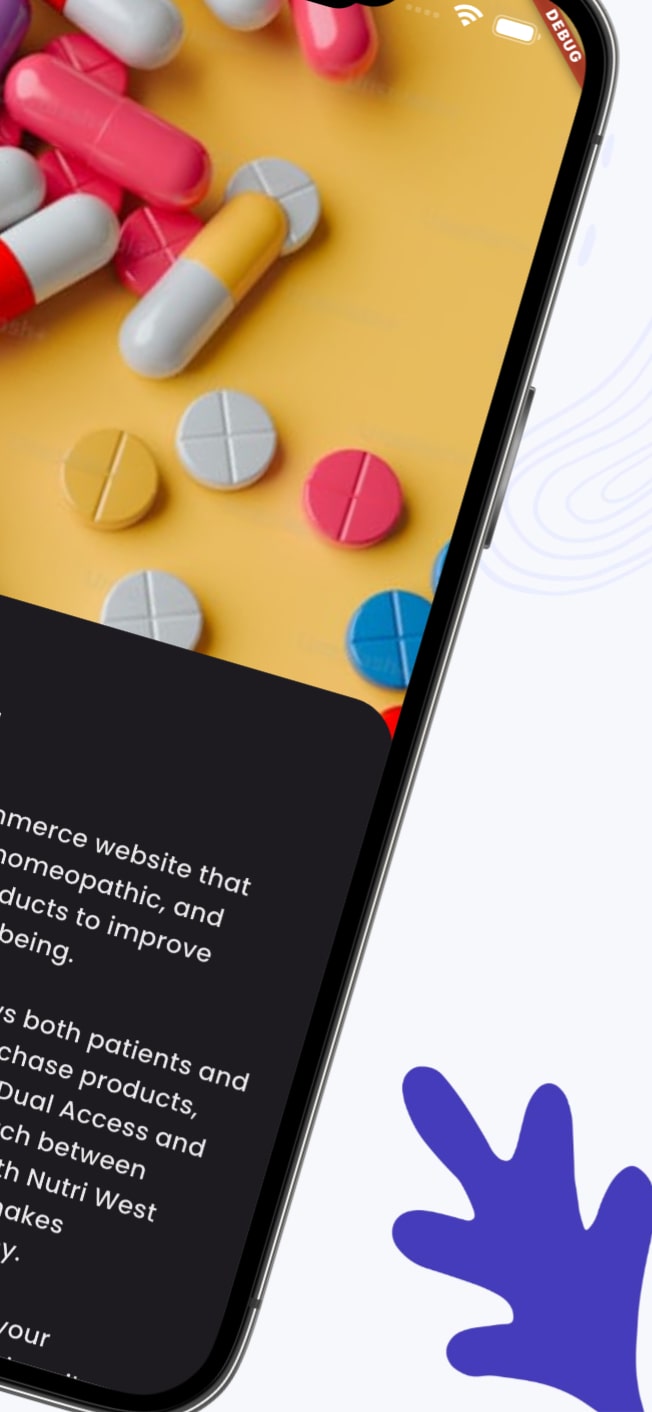 DEBUG
merce website that
homeopathic, and
ducts to improve
being.
s both patients and
chase products,
Dual Access and
ch between
th Nutri West
akes
y.
your